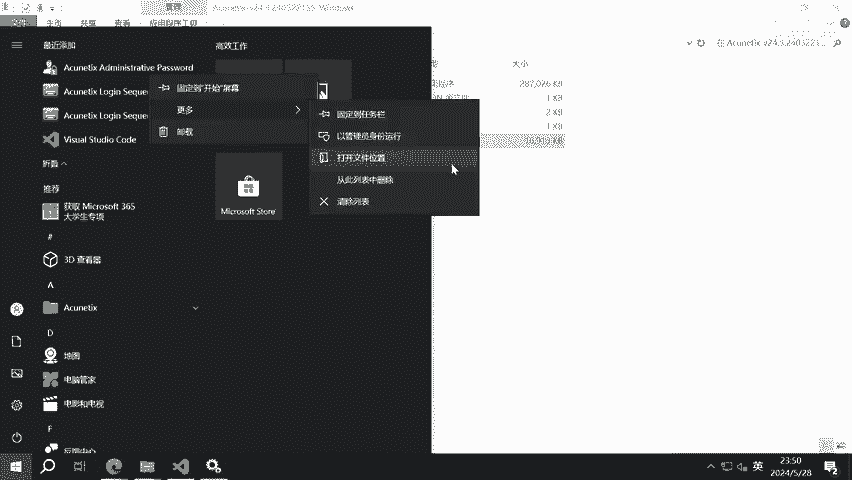 管理
Acunetix-v24.3.240322155-Windows
文件
主页
共享
查看
应用程序工具
最近添加
高效工作
Acunetix Administrative Password
Acunetix Login Seque
Acunetix Login Seque
Visual Studio Code
固定到"开始"屏幕
更多
卸载
固定到任务栏
以管理员身份运行
打开文件位置
从此列表中删除
清除列表
大小
287,026 KB
1 KB
2 KB
1 KB
在 Acunetix-v24.3.2403221...
折叠
推荐
获取 Microsoft 365
大学生专项
Microsoft Store
#
3D 查看器
A
Acunetix
D
地图
电脑管家
电影和电视
F
英
23:50
2024/5/28
2